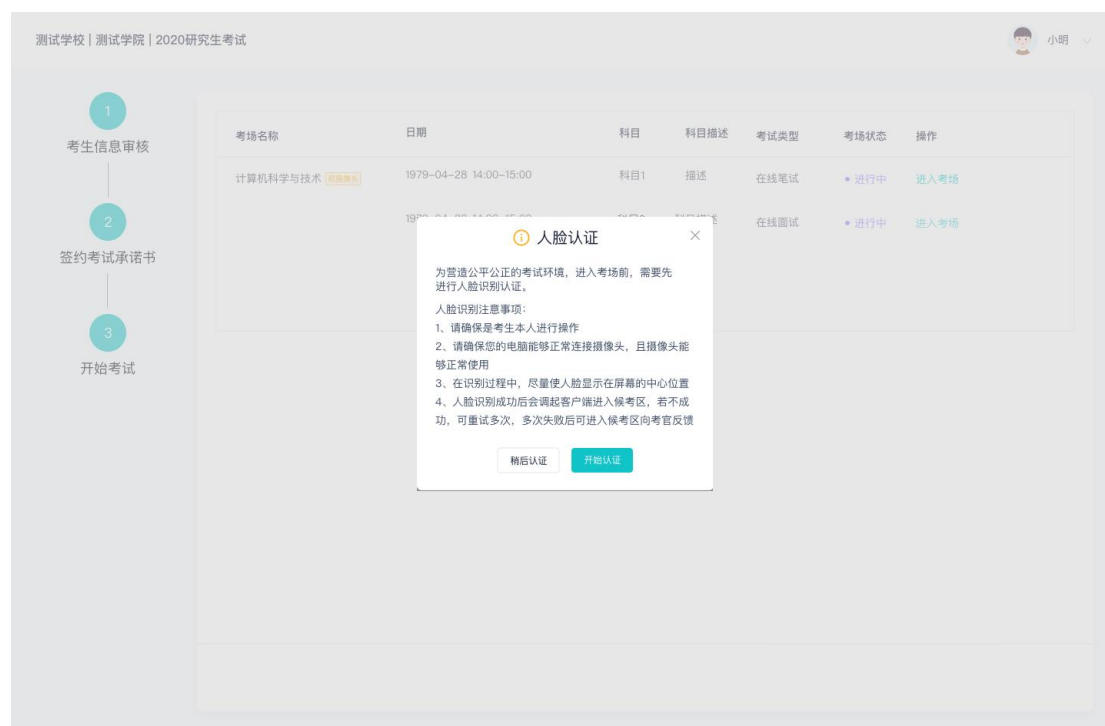 测试学校 | 测试学院 | 2020研究生考试
小明
1
考生信息审核
2
签约考试承诺书
3
开始考试
考场名称 日期 科目 科目描述 考试类型 考场状态 操作
计算机科学与技术 1979-04-28 14:00-15:00 科目1 描述 在线笔试 进行中 进入考场
在线面试 进行中 进入考场
人脸认证
为营造公平公正的考试环境，进入考场前，需要先
进行人脸识别认证。
人脸识别注意事项：
1、请确保是考生本人进行操作
2、请确保您的电脑能够正常连接摄像头，且摄像头能
够正常使用
3、在识别过程中，尽量使人脸显示在屏幕的中心位置
4、人脸识别成功后会调起客户端进入候考区，若不成
功，可重试多次，多次失败后可进入候考区向考官反馈
稍后认证 开始认证